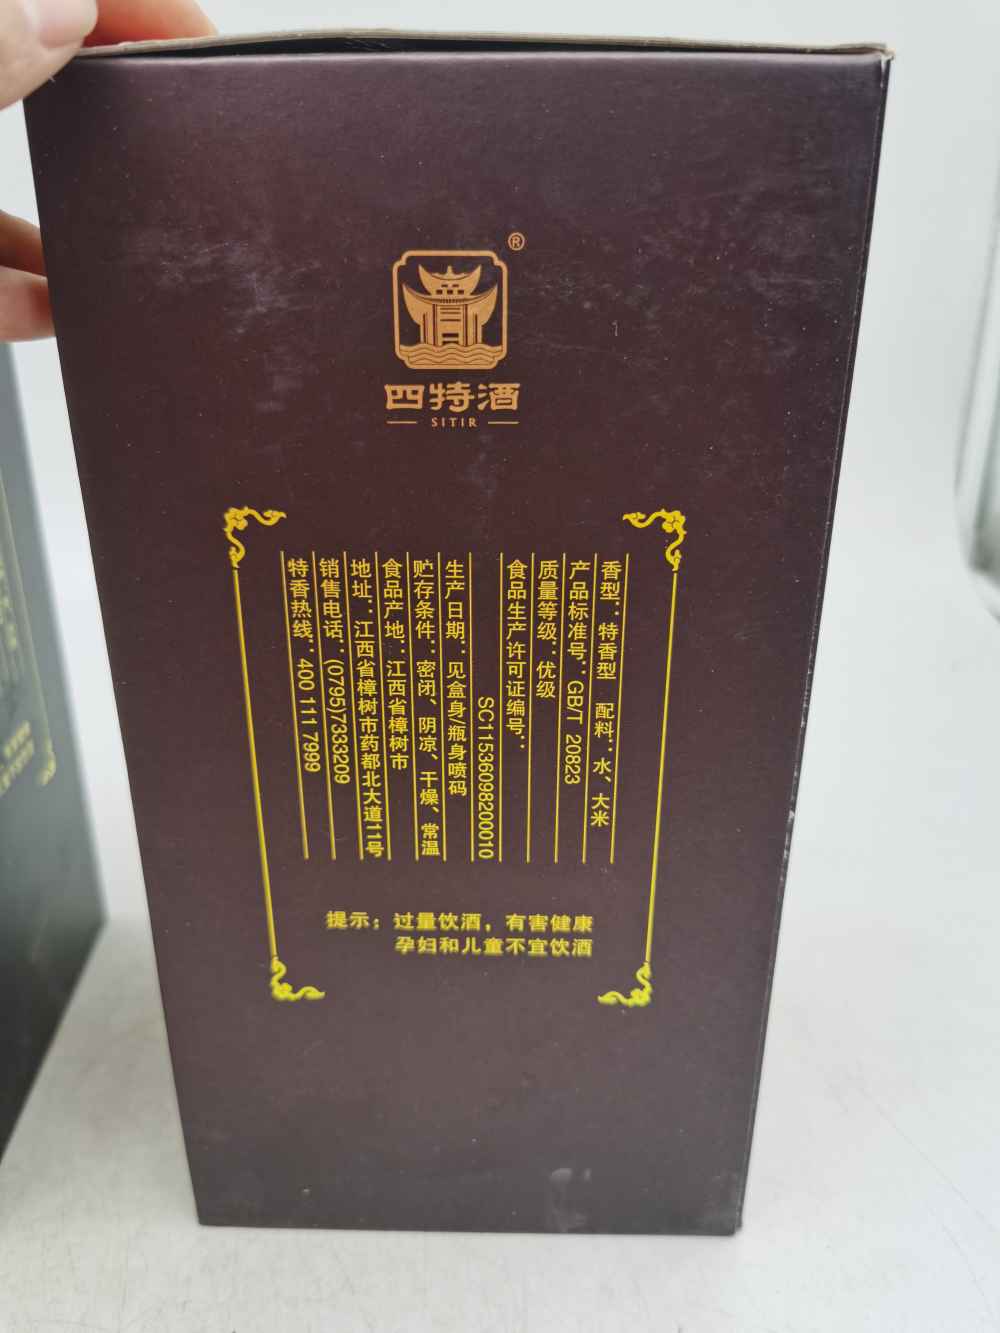 ®
四特酒
SITIR
香型：特香型 配料：水、大米
产品标准号：GB/T 20823
质量等级：优级
食品生产许可证编号：
SC11536098200010
生产日期：见盒身/瓶身喷码
贮存条件：密闭、阴凉、干燥、常温
食品产地：江西省樟树市
地址：江西省樟树市药都北大道11号
销售电话：(0795)7333209
特香热线：400 111 7999
提示：过量饮酒，有害健康
孕妇和儿童不宜饮酒